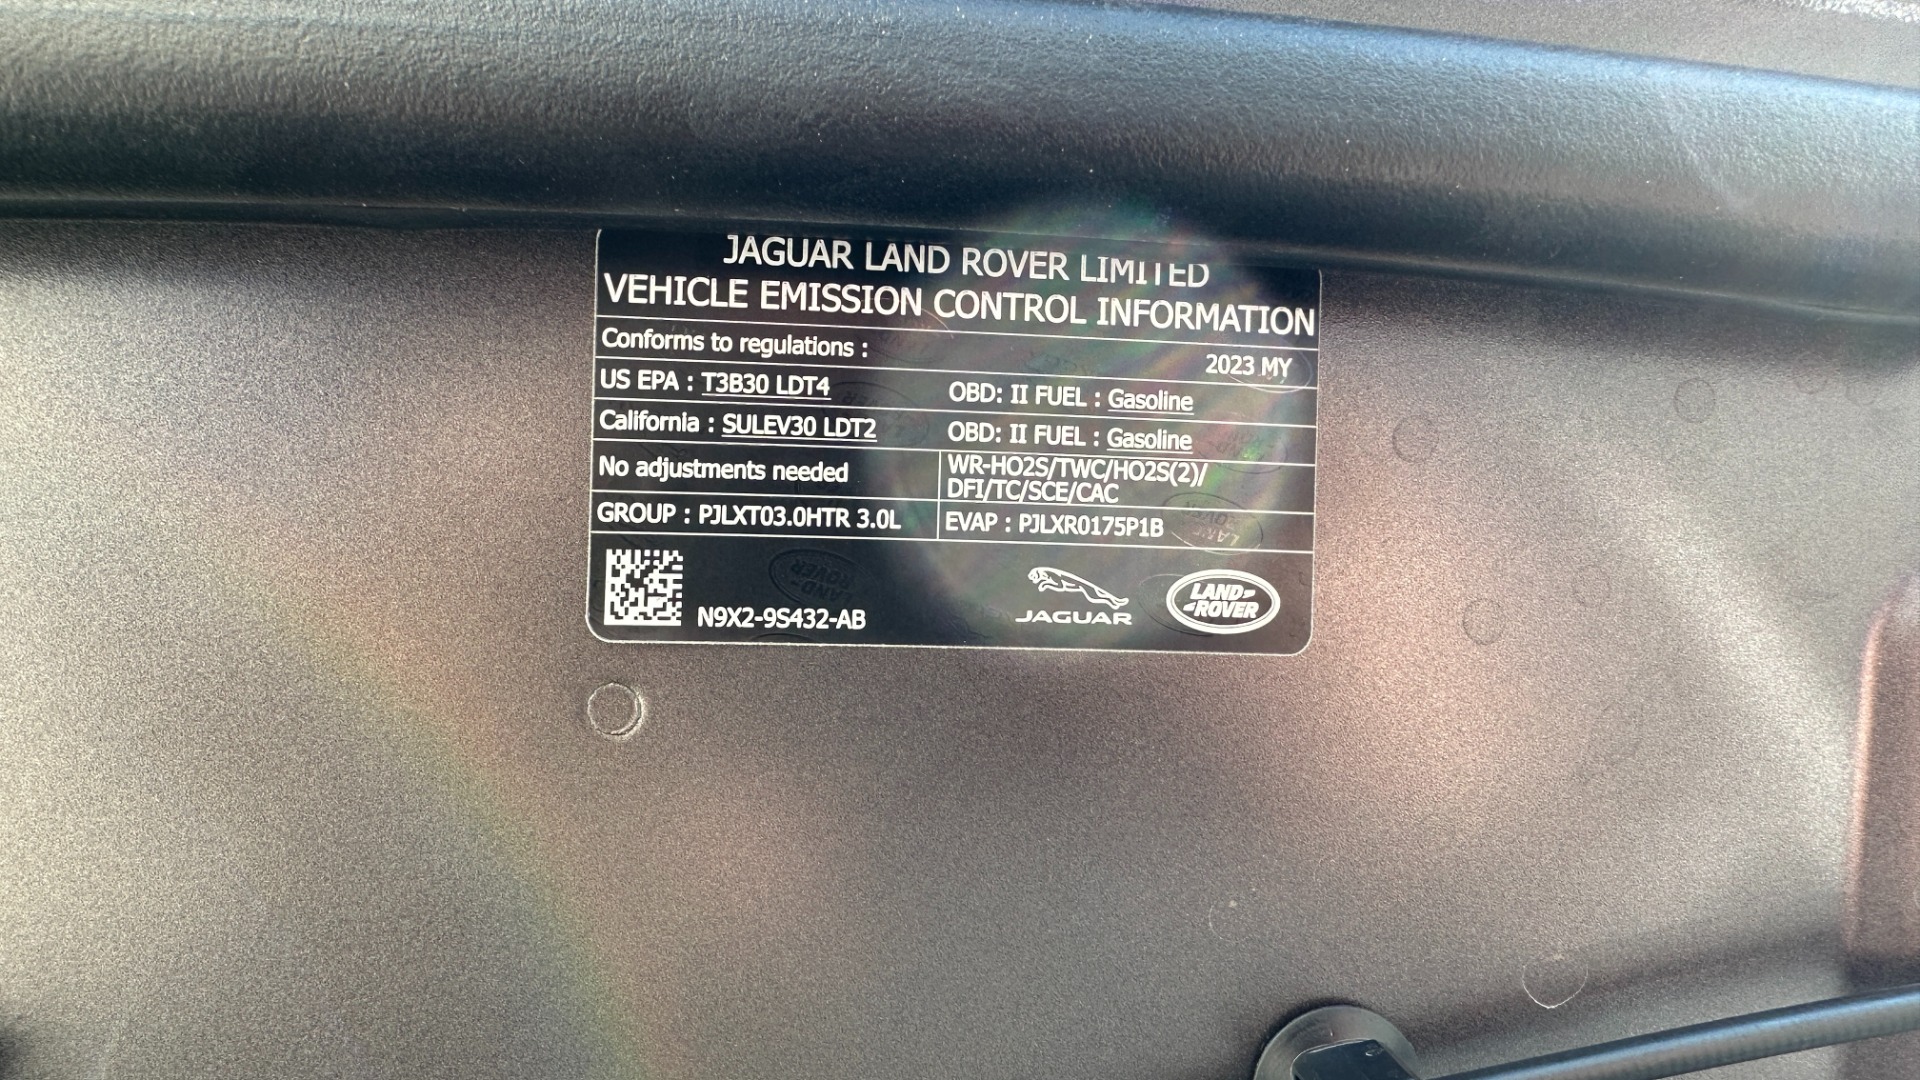 JAGUAR LAND ROVER LIMITED
VEHICLE EMISSION CONTROL INFORMATION
Conforms to regulations : 2023 MY
US EPA : T3B30 LDT4 OBD: II FUEL : Gasoline
California : SULEV30 LDT2 OBD: II FUEL : Gasoline
No adjustments needed
WR-HO2S/TWC/HO2S(2)/
DFI/TC/SCE/CAC
GROUP : PJLXT03.0HTR 3.0L EVAP : PJLXR0175P1B
N9X2-9S432-AB
JAGUAR
LAND-
-ROVER